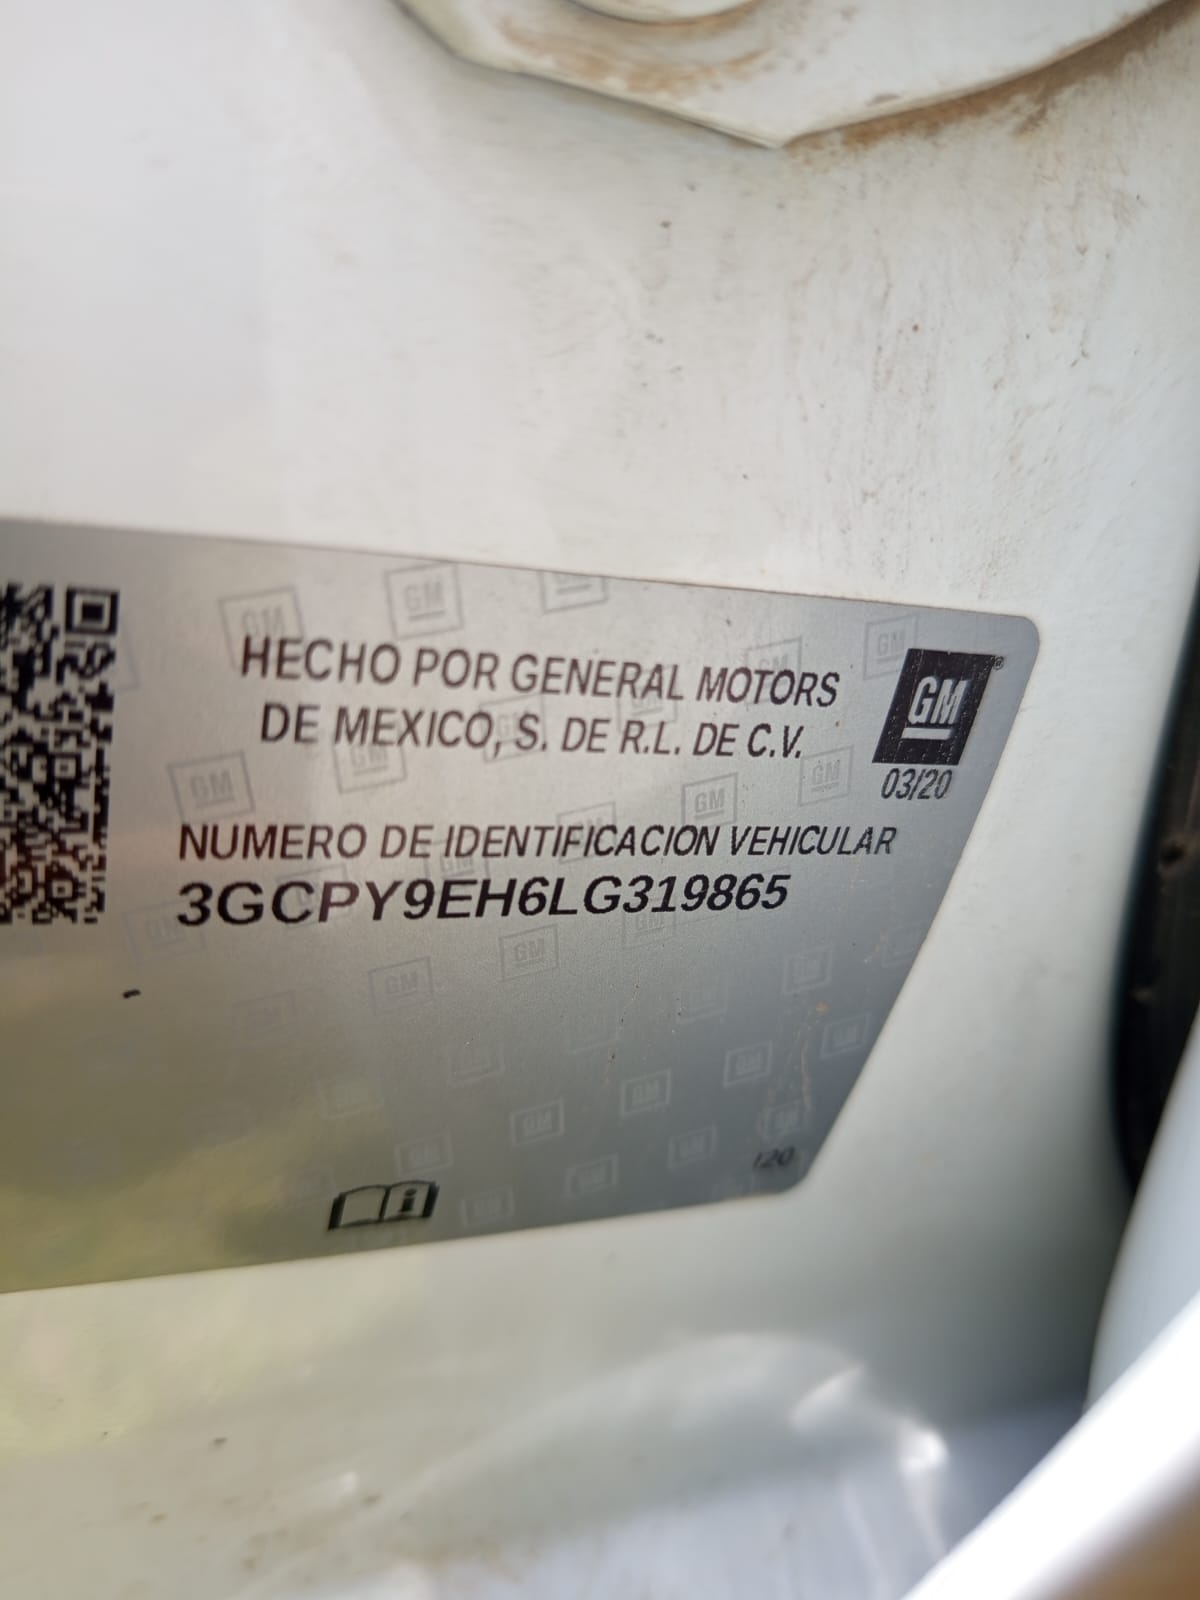 HECHO POR GENERAL MOTORS
DE MEXICO, S. DE R.L. DE C.V.
GM
03/20
NUMERO DE IDENTIFICACION VEHICULAR
3GCPY9EH6LG319865